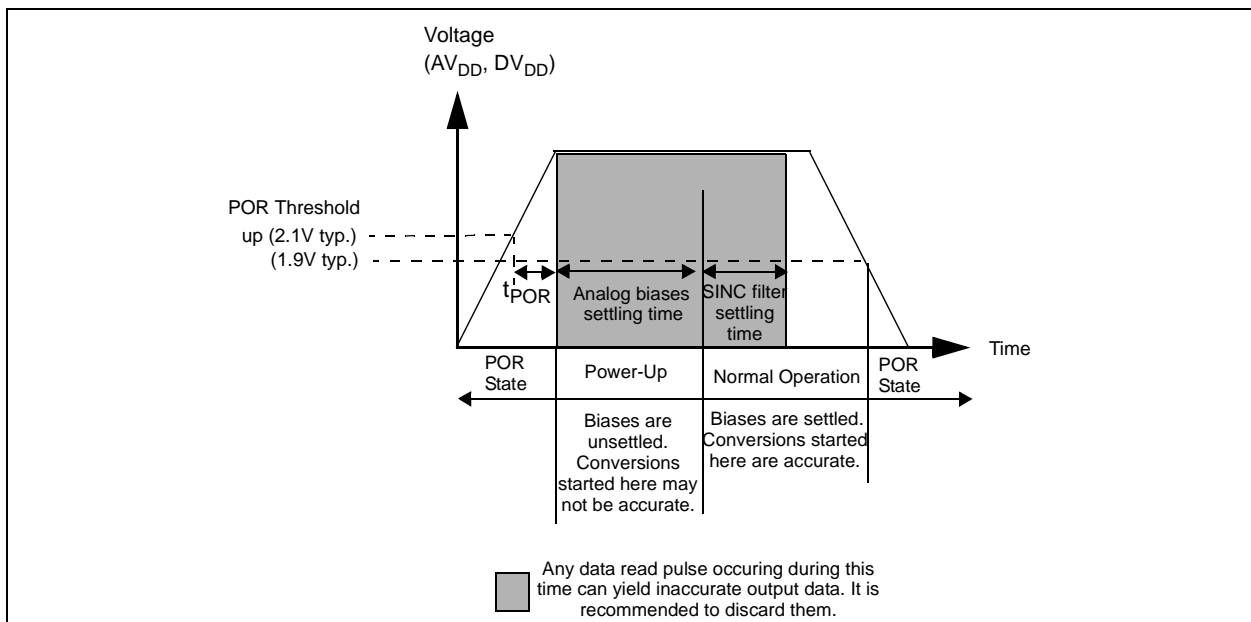 Voltage
(AVDD, DVDD)
POR Threshold
up (2.1V typ.)
(1.9V typ.)
tPOR
Analog biases
settling time
SINC filter
settling
time
Time
POR
State
Power-Up
Normal Operation
POR
State
Biases are
unsettled.
Conversions
started here may
not be accurate.
Biases are settled.
Conversions started
here are accurate.
Any data read pulse occuring during this
time can yield inaccurate output data. It is
recommended to discard them.